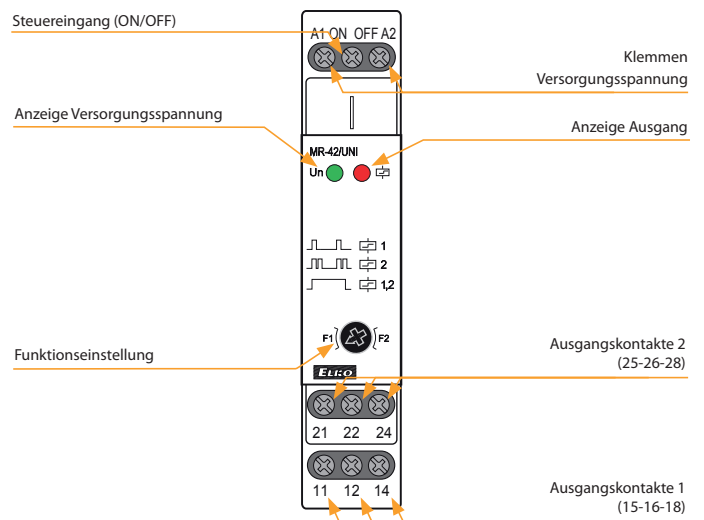 Steuereingang (ON/OFF)
A1 ON OFF A2
Klemmen
Versorgungsspannung
Anzeige Versorgungsspannung
Anzeige Ausgang
MR-42/UNI
Un
1
2
1,2
F1 F2
Funktionseinstellung
ELKO
Ausgangskontakte 2
(25-26-28)
21 22 24
11 12 14
Ausgangskontakte 1
(15-16-18)